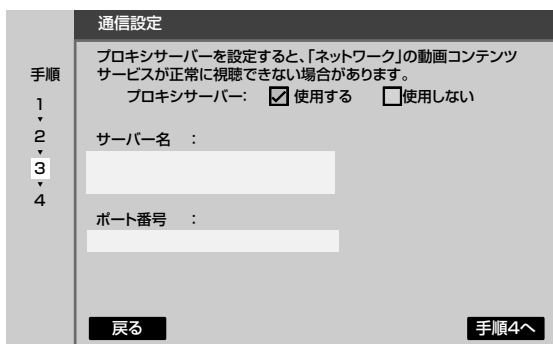 通信設定
プロキシサーバーを設定すると、「ネットワーク」の動画コンテンツ
サービスが正常に視聴できない場合があります。
プロキシサーバー： 使用する 使用しない
手順
1
2
3
4
サーバー名 ：
ポート番号 ：
戻る
手順4へ